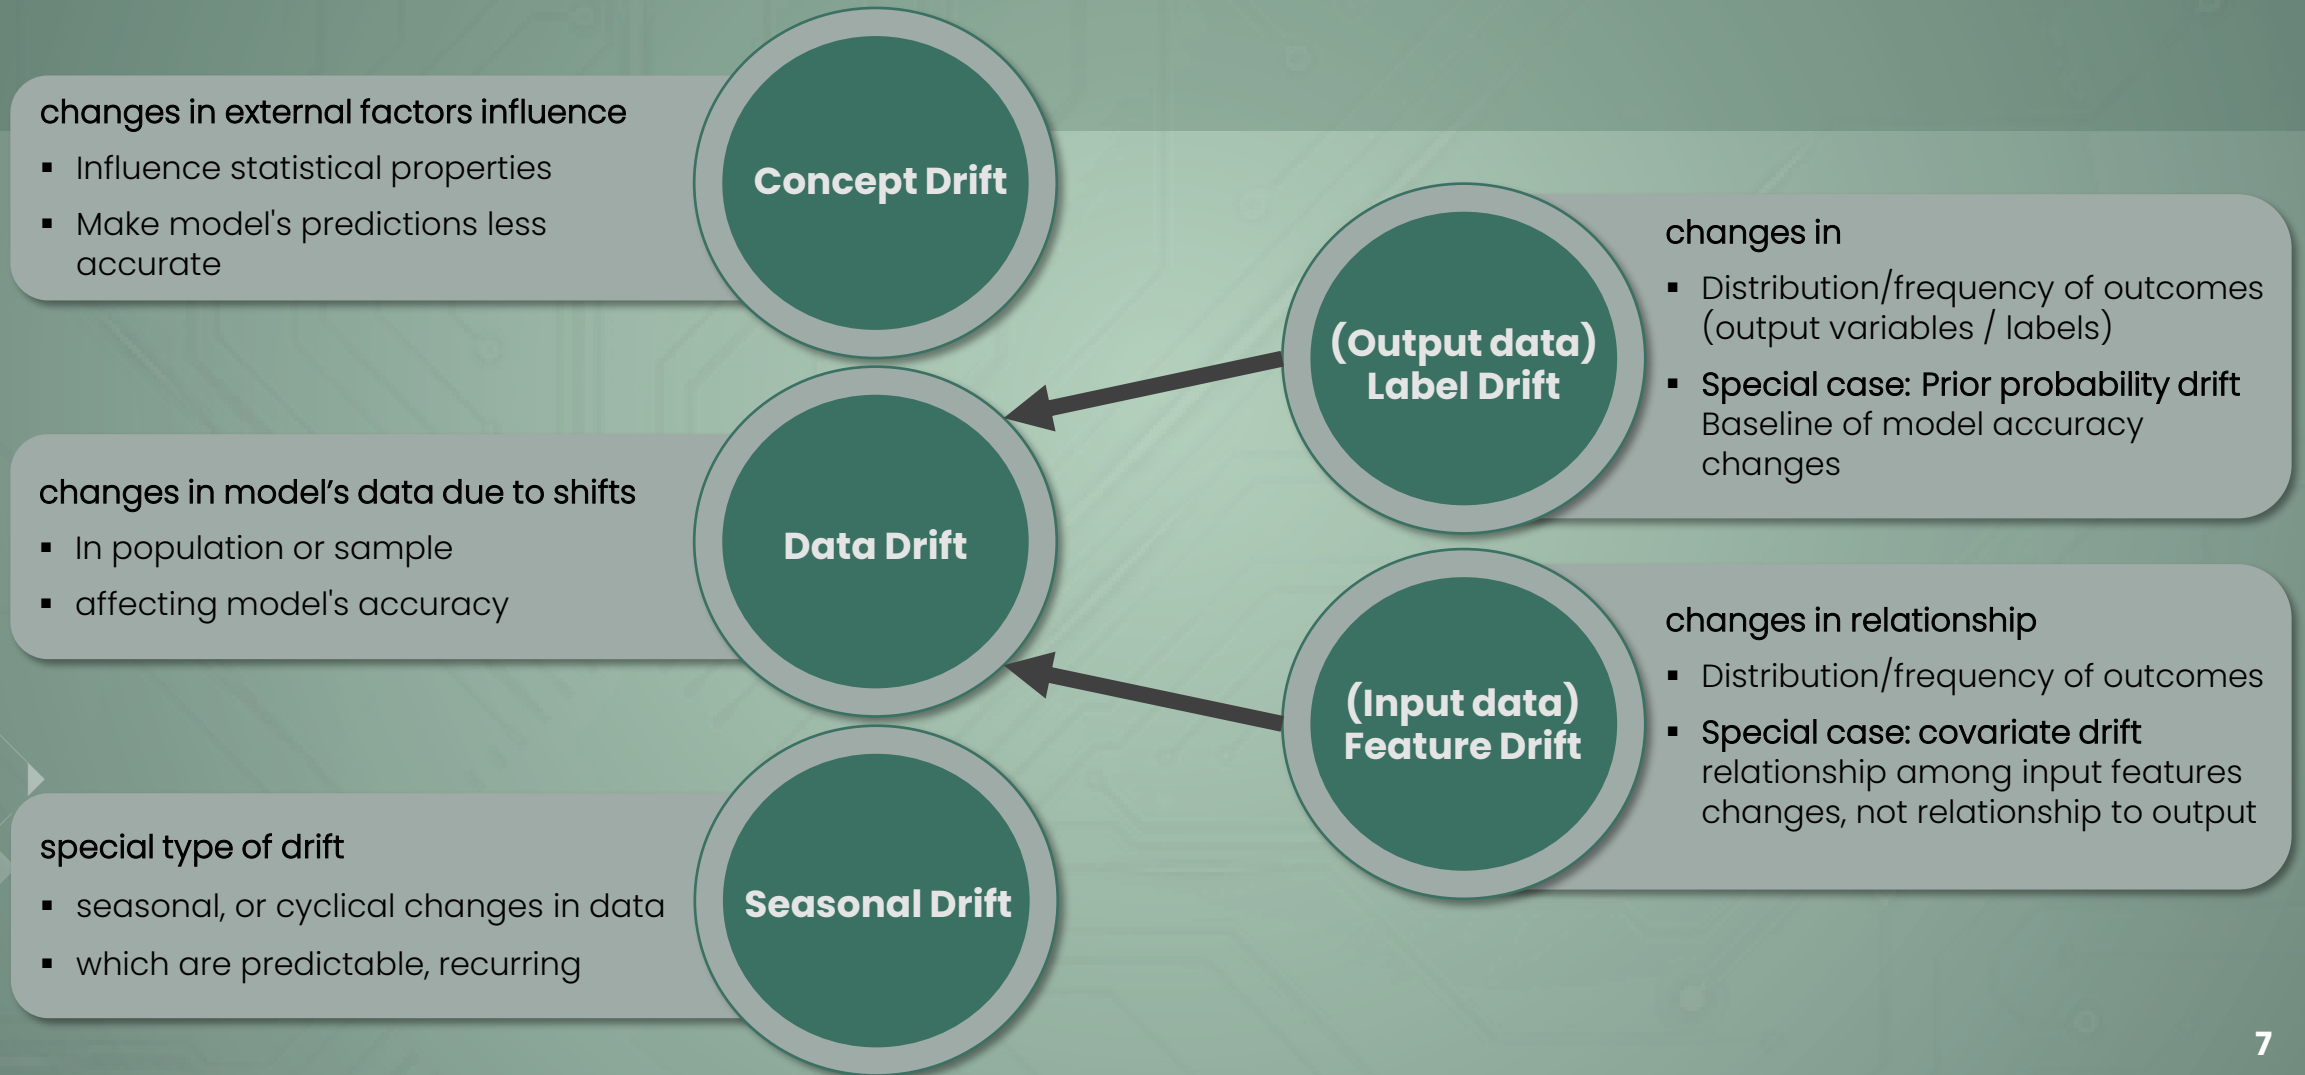 changes in external factors influence
▪ Influence statistical properties
▪ Make model's predictions less
accurate
Concept Drift
changes in model’s data due to shifts
▪ In population or sample
▪ affecting model's accuracy
Data Drift
special type of drift
▪ seasonal, or cyclical changes in data
▪ which are predictable, recurring
Seasonal Drift
(Output data)
Label Drift
changes in
▪ Distribution/frequency of outcomes
(output variables / labels)
▪ Special case: Prior probability drift
Baseline of model accuracy
changes
(Input data)
Feature Drift
changes in relationship
▪ Distribution/frequency of outcomes
▪ Special case: covariate drift
relationship among input features
changes, not relationship to output
7